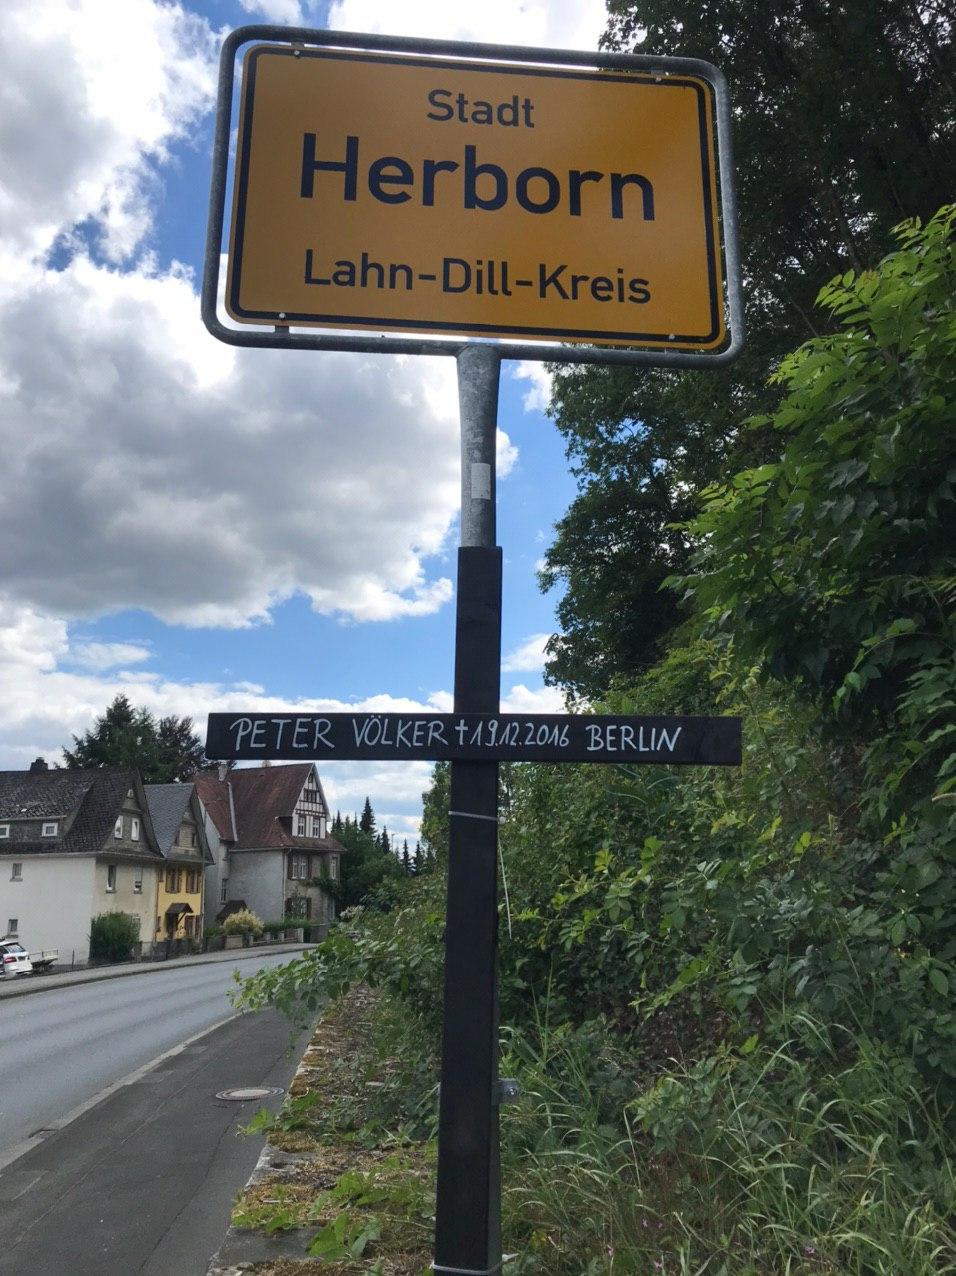 Stadt
Herborn
Lahn-Dill-Kreis
PETER VÖLKER †19.12.2016 BERLIN